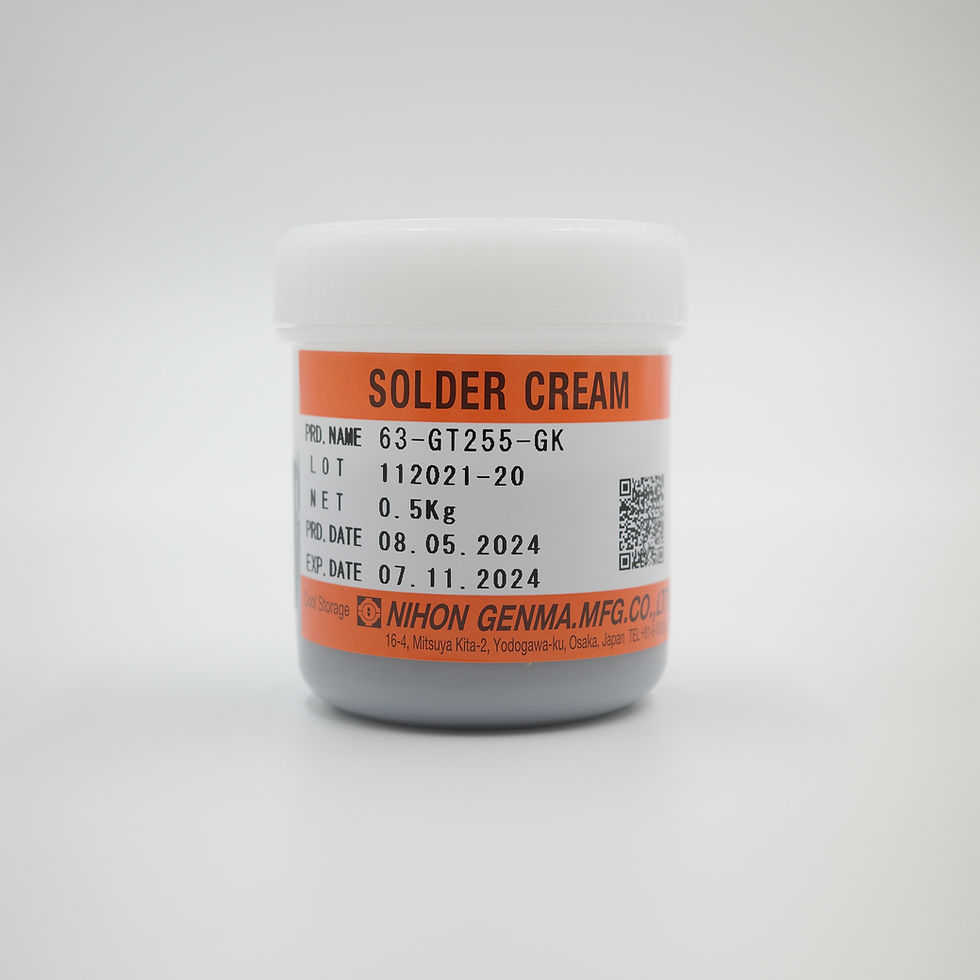 SOLDER CREAM
PRD.NAME 63-GT255-GK
LOT 112021-20
NET 0.5Kg
PRD.DATE 08.05.2024
EXP.DATE 07.11.2024
Cool Storage NIHON GENMA.MFG.CO.,LT
16-4, Mitsuya Kita-2, Yodogawa-ku, Osaka, Japan TEL